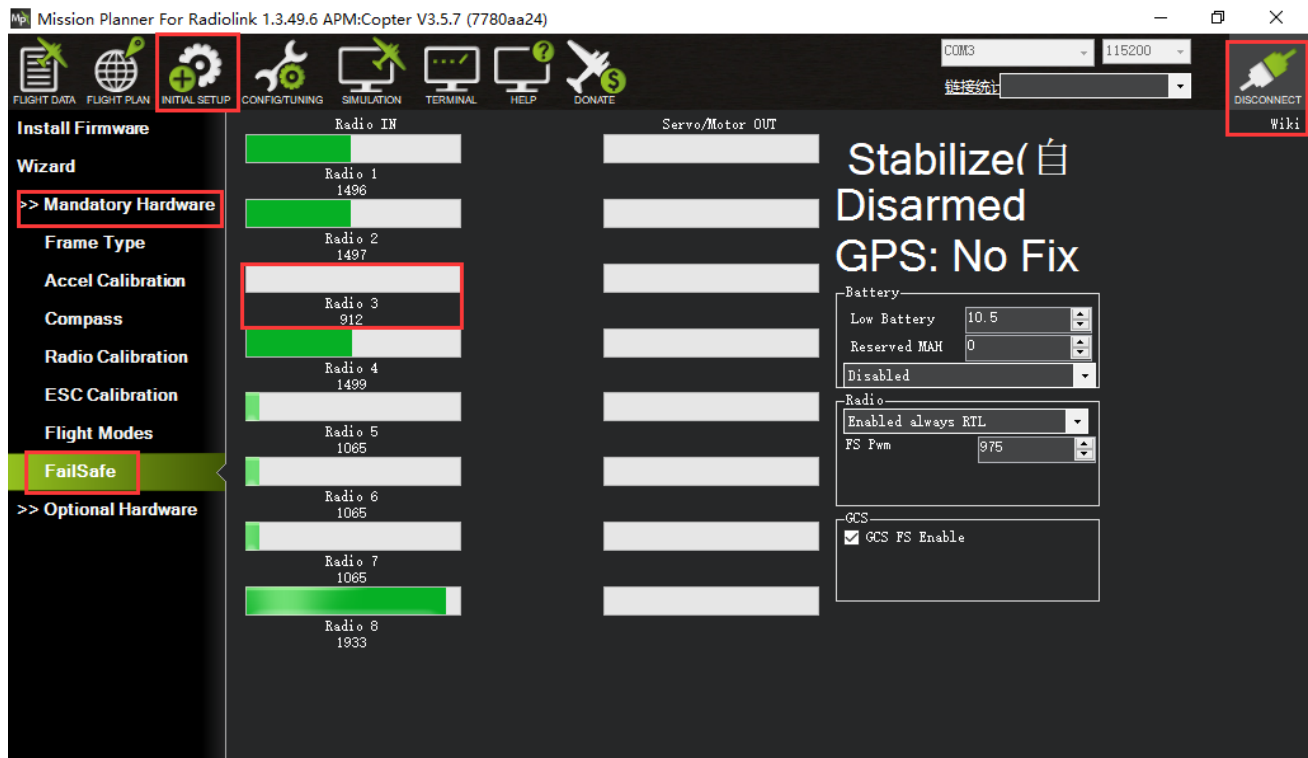 Mission Planner For Radiolink 1.3.49.6 APM:Copter V3.5.7 (7780aa24)
FLIGHT DATA
FLIGHT PLAN
INITIAL SETUP
CONFIG/TUNING
SIMULATION
TERMINAL
HELP
DONATE
COM3
115200
链接统计
DISCONNECT
Install Firmware
Wizard
>> Mandatory Hardware
Frame Type
Accel Calibration
Compass
Radio Calibration
ESC Calibration
Flight Modes
FailSafe
>> Optional Hardware
Radio IN
Radio 1
1496
Radio 2
1497
Radio 3
912
Radio 4
1499
Radio 5
1065
Radio 6
1065
Radio 7
1065
Radio 8
1933
Servo/Motor OUT
Wiki
Stabilize(自
Disarmed
GPS: No Fix
Battery
Low Battery 10.5
Reserved MAH 0
Disabled
Radio
Enabled always RTL
FS Pwm 975
GCS
GCS FS Enable